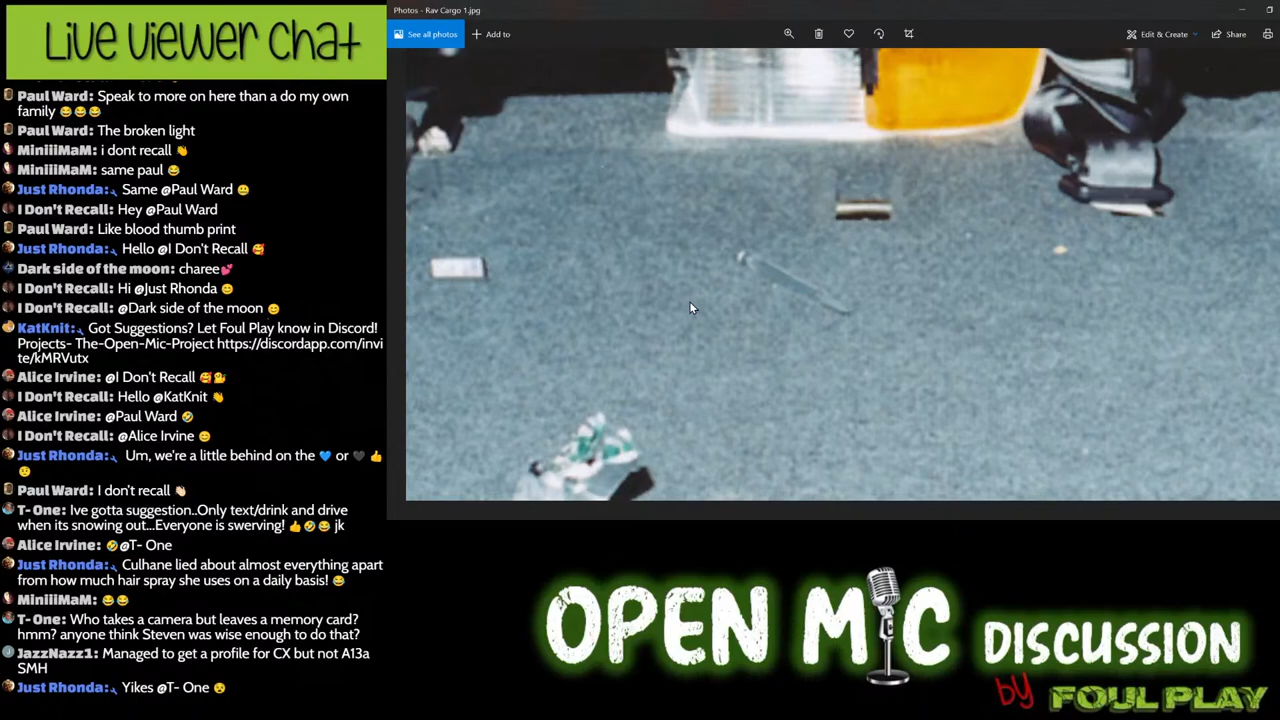 Live Viewer Chat
Paul Ward: Speak to more on here than a do my own
family 😂😂😂
Paul Ward: The broken light
MiniiiMaM: i dont recall 👏
MiniiiMaM: same paul 😂
Just Rhonda: Same @Paul Ward 🙂
I Don't Recall: Hey @Paul Ward
Paul Ward: Like blood thumb print
Just Rhonda: Hello @I Don't Recall 🥰
Dark side of the moon: charee💕
I Don't Recall: Hi @Just Rhonda 😊
I Don't Recall: @Dark side of the moon 😊
KatKnit: Got Suggestions? Let Foul Play know in Discord!
Projects- The-Open-Mic-Project https://discordapp.com/invi
te/kMRVutx
Alice Irvine: @I Don't Recall 🥰
I Don't Recall: Hello @KatKnit 👋
Alice Irvine: @Paul Ward 🤣
I Don't Recall: @Alice Irvine 😊
Just Rhonda: Um, we're a little behind on the 💙 or 🖤 👍
Paul Ward: I don't recall 👏🏻
T- One: Ive gotta suggestion..Only text/drink and drive
when its snowing out...Everyone is swerving! 👍🤣😂 jk
Alice Irvine: 🤣@T- One
Just Rhonda: Culhane lied about almost everything apart
from how much hair spray she uses on a daily basis! 😂
MiniiiMaM: 😂😂
T- One: Who takes a camera but leaves a memory card?
hmm? anyone think Steven was wise enough to do that?
JazzNazz1: Managed to get a profile for CX but not A13a
SMH
Just Rhonda: Yikes @T- One 😧
Photos - Rav Cargo 1.jpg
See all photos
Add to
Edit & Create
Share
OPEN MIC DISCUSSION
by FOUL PLAY